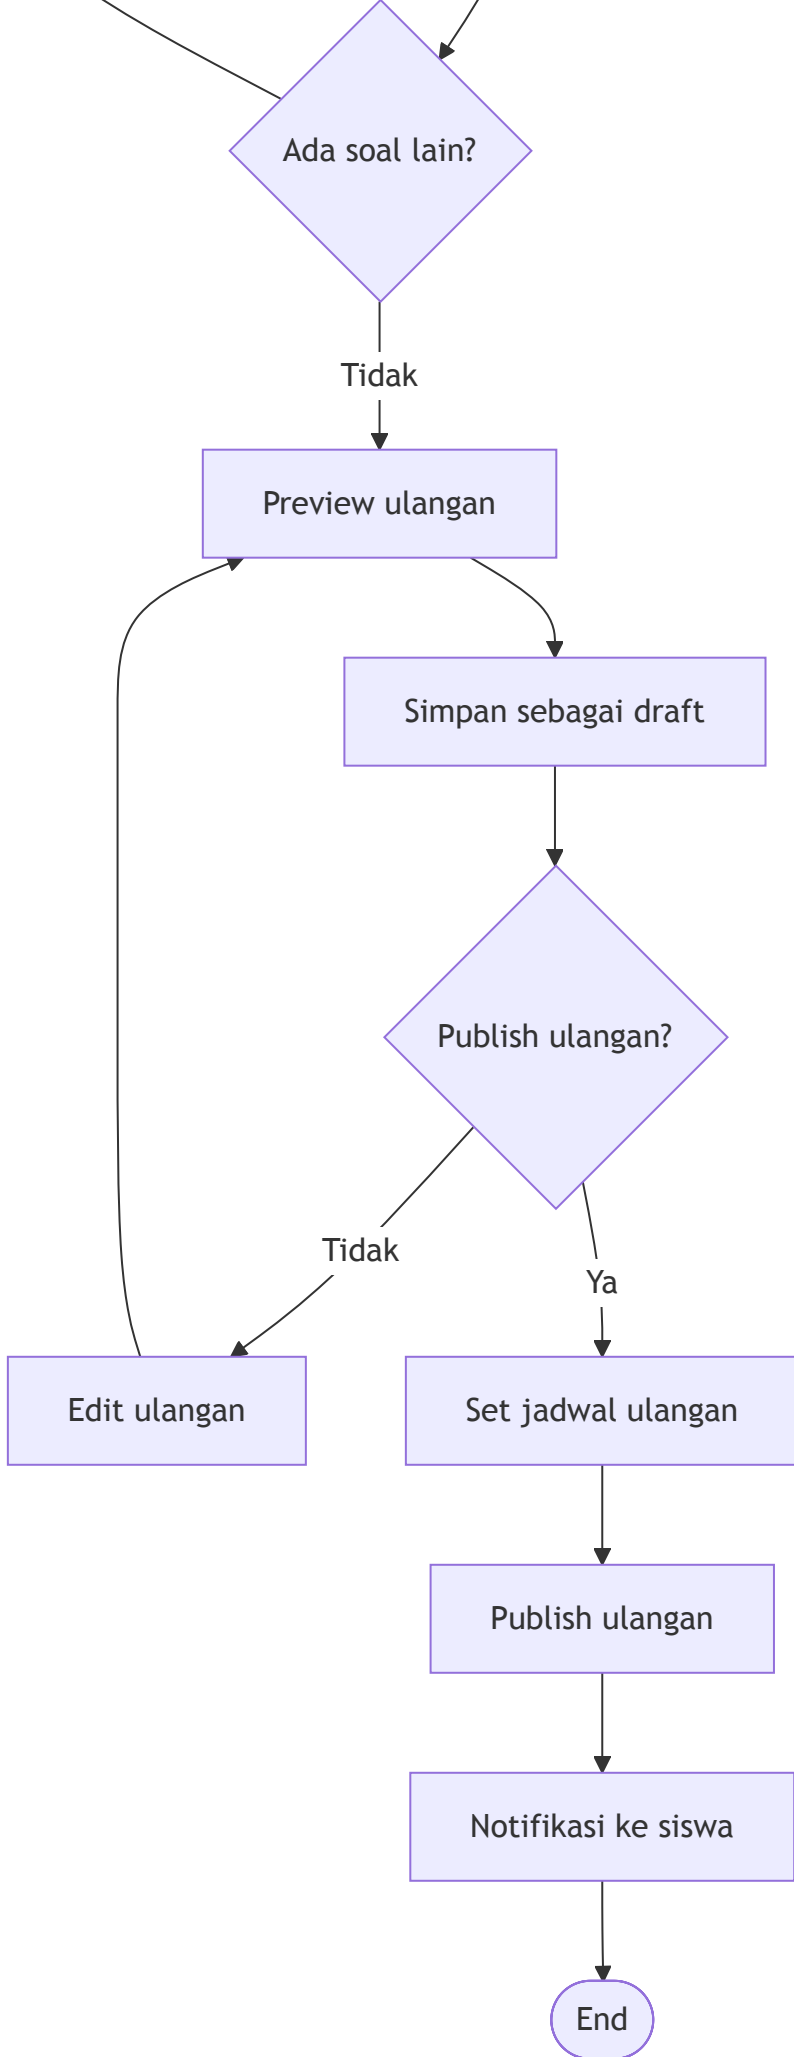 Ada soal lain?
Tidak
Preview ulangan
Simpan sebagai draft
Publish ulangan?
Tidak
Ya
Edit ulangan
Set jadwal ulangan
Publish ulangan
Notifikasi ke siswa
End